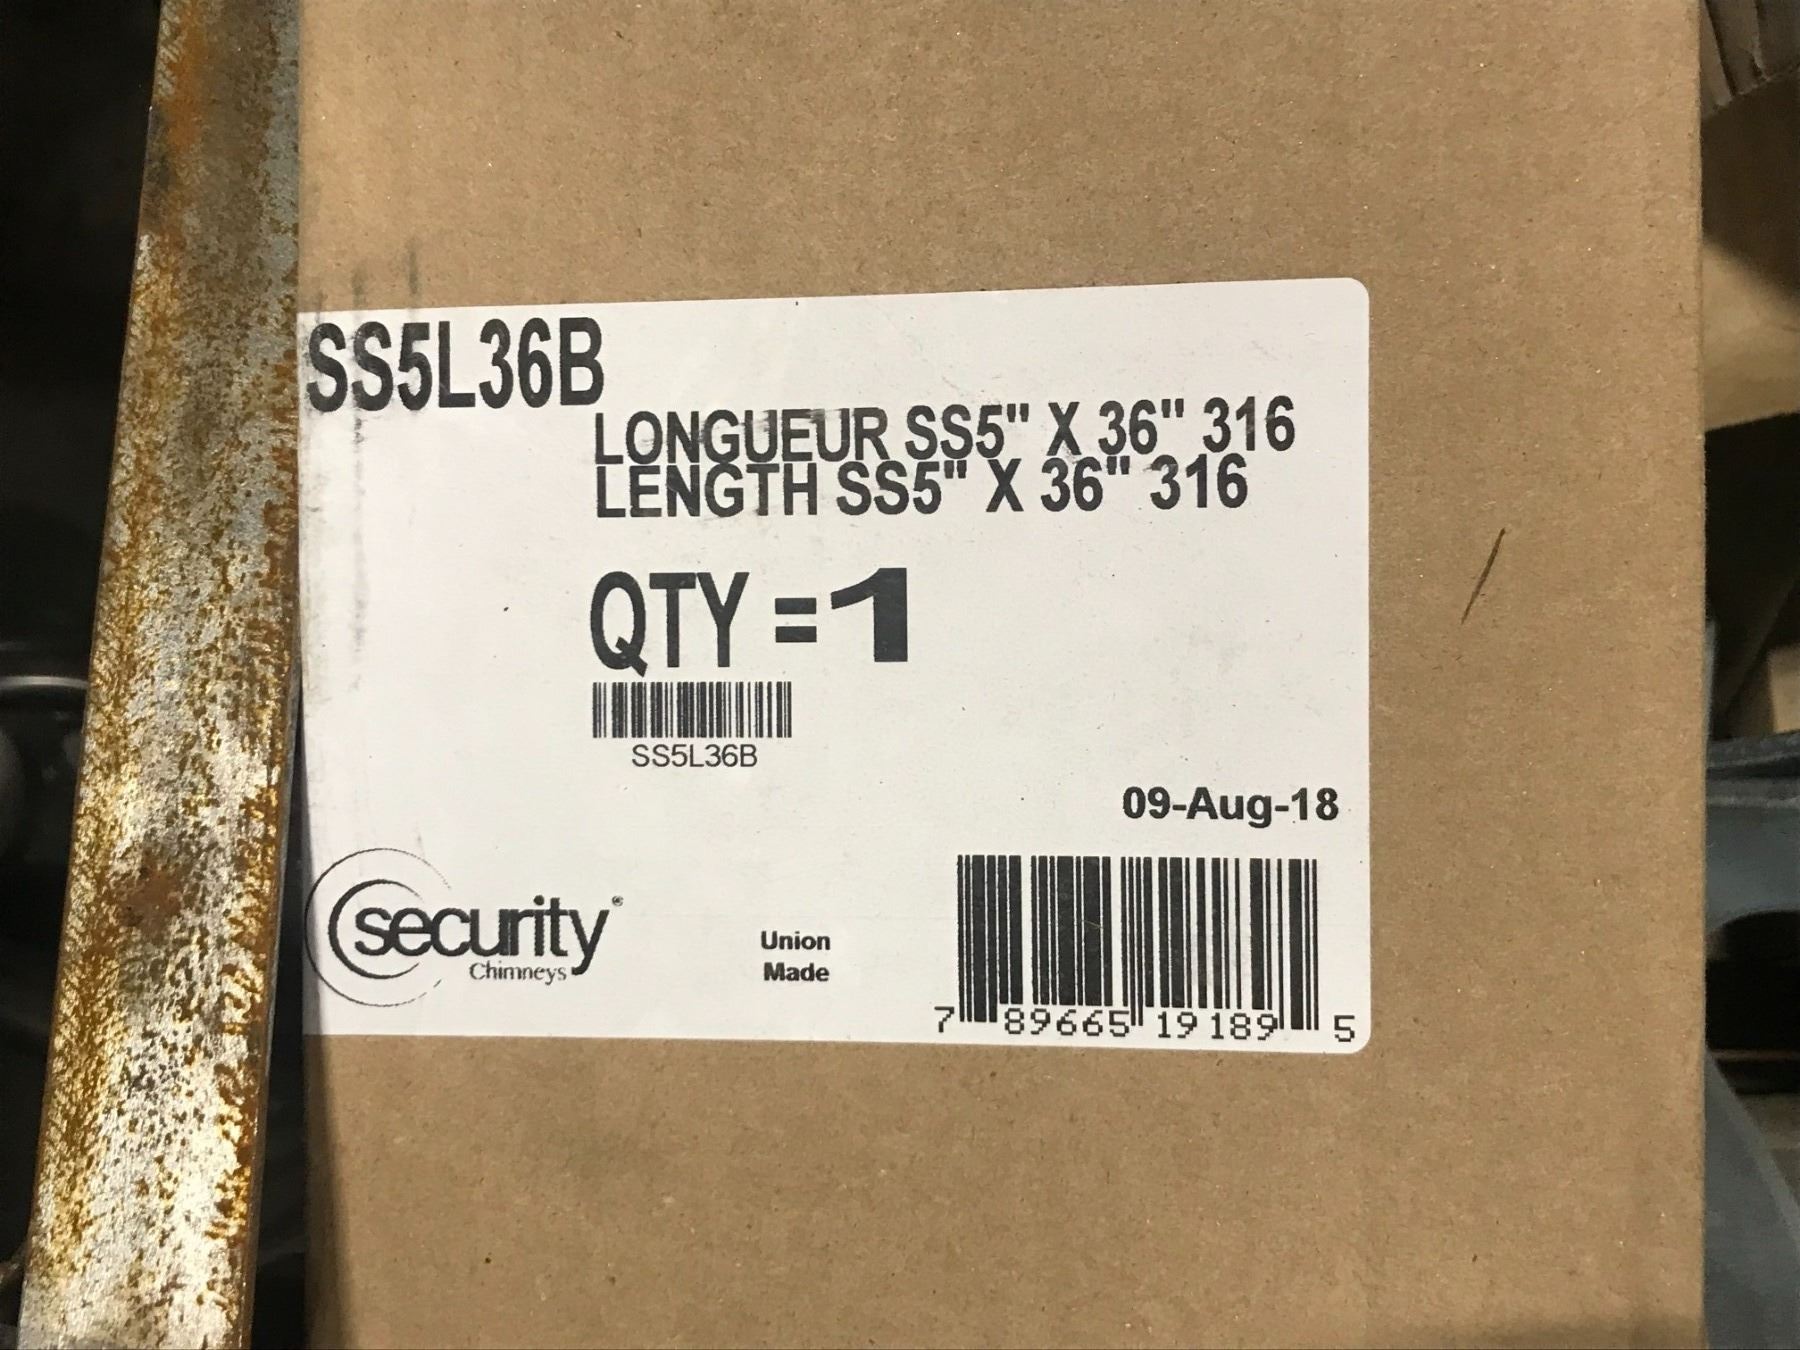 SS5L36B
LONGUEUR SS5" X 36" 316
LENGTH SS5" X 36" 316
QTY =1
SS5L36B
09-Aug-18
security®
Chimneys
Union
Made
7 89665 19189 5